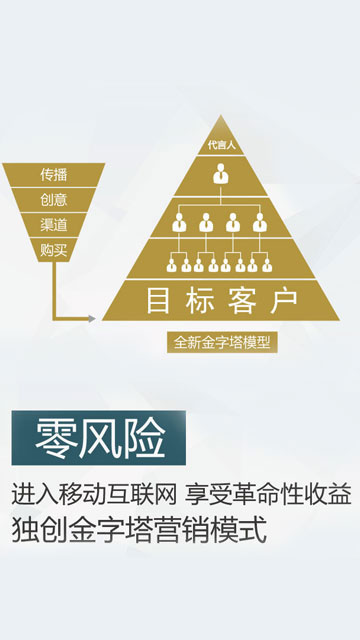 代言人
传播
创意
渠道
购买
目标客户
全新金字塔模型
零风险
进入移动互联网 享受革命性收益
独创金字塔营销模式